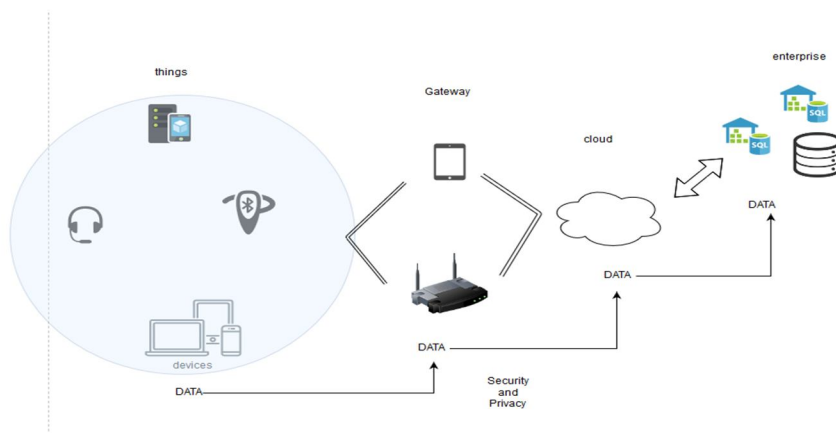 enterprise
things
Gateway
SQL
cloud
SQL
DATA
DATA
DATA
devices
DATA
Security
and
Privacy